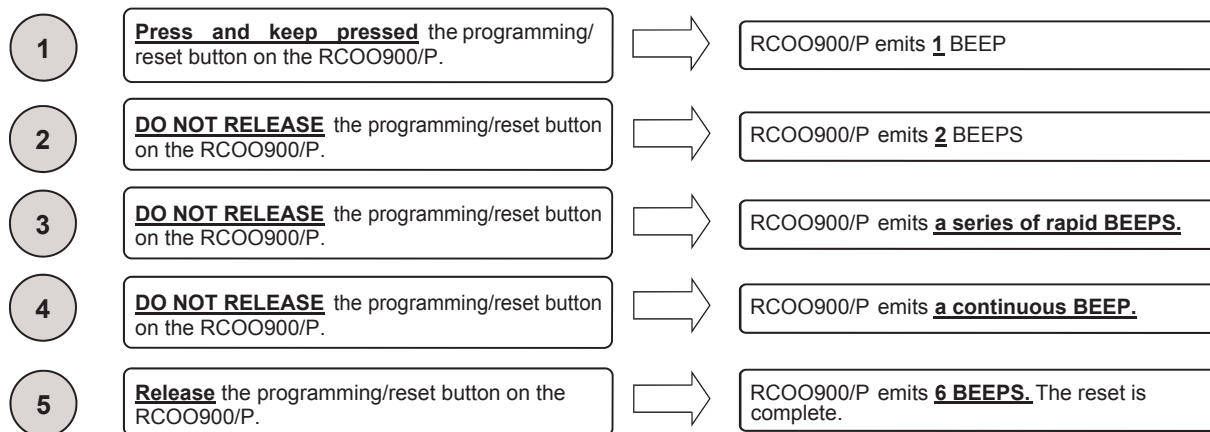 1
Press and keep pressed the programming/
reset button on the RCOO900/P.
RCOO900/P emits 1 BEEP
2
DO NOT RELEASE the programming/reset button
on the RCOO900/P.
RCOO900/P emits 2 BEEPS
3
DO NOT RELEASE the programming/reset button
on the RCOO900/P.
RCOO900/P emits a series of rapid BEEPS.
4
DO NOT RELEASE the programming/reset button
on the RCOO900/P.
RCOO900/P emits a continuous BEEP.
5
Release the programming/reset button on the
RCOO900/P.
RCOO900/P emits 6 BEEPS. The reset is
complete.